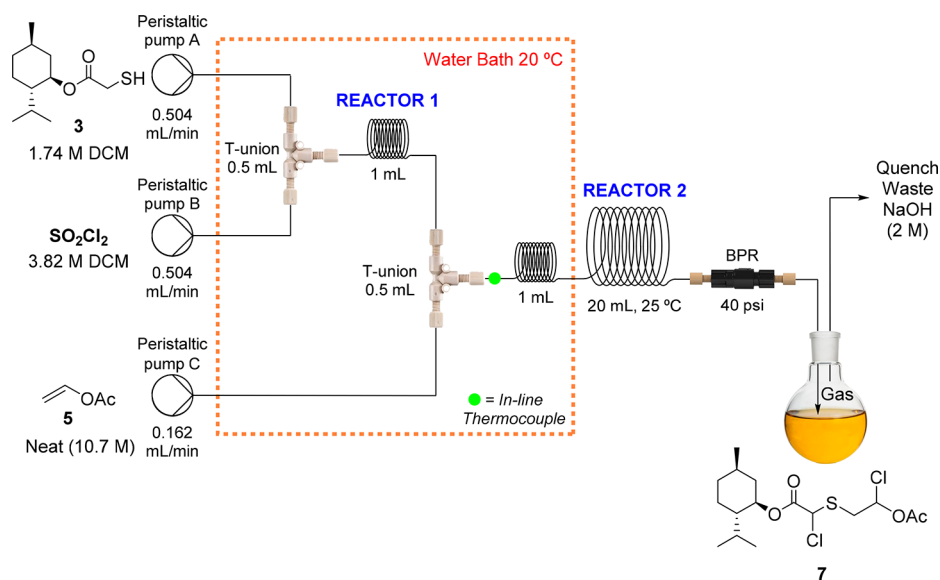 Peristaltic
pump A
Water Bath 20 ºC
O
O
SH
3
1.74 M DCM
0.504
mL/min
REACTOR 1
T-union
0.5 mL
1 mL
Peristaltic
pump B
SO2Cl2
3.82 M DCM
0.504
mL/min
REACTOR 2
T-union
0.5 mL
1 mL
20 mL, 25 ºC
BPR
40 psi
Quench
Waste
NaOH
(2 M)
Peristaltic
pump C
OAc
5
Neat (10.7 M)
0.162
mL/min
= In-line
Thermocouple
Gas
O
O
S
Cl
Cl
OAc
7